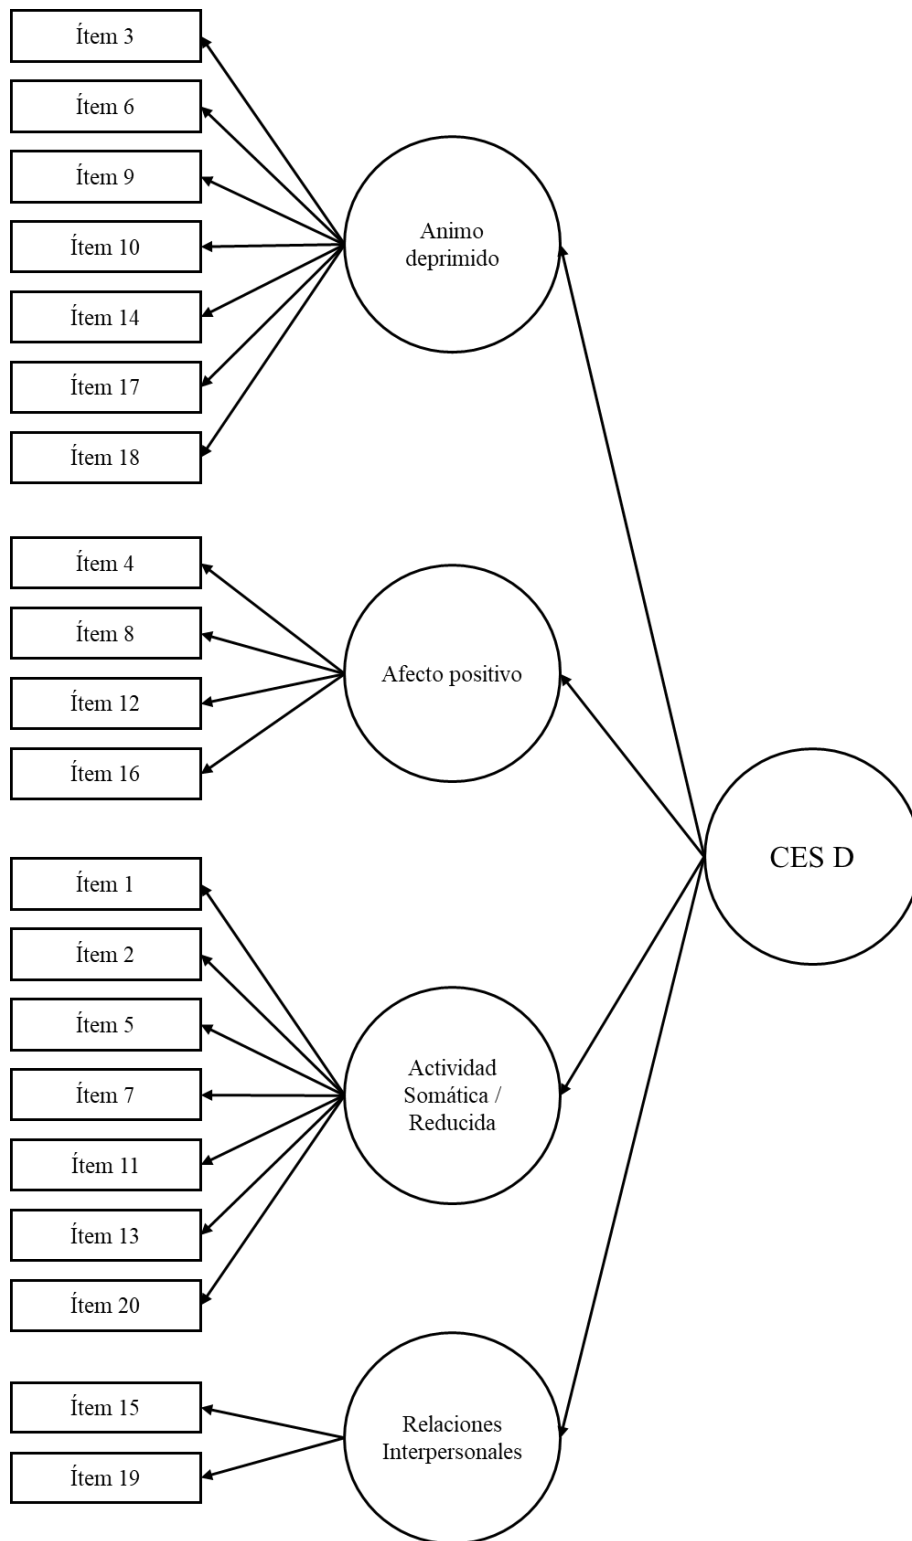 Ítem 3
Ítem 6
Ítem 9
Ítem 10
Ítem 14
Ítem 17
Ítem 18
Animo
deprimido
Ítem 4
Ítem 8
Ítem 12
Ítem 16
Afecto positivo
Ítem 1
Ítem 2
Ítem 5
Ítem 7
Ítem 11
Ítem 13
Ítem 20
Actividad
Somática /
Reducida
Ítem 15
Ítem 19
Relaciones
Interpersonales
CES D